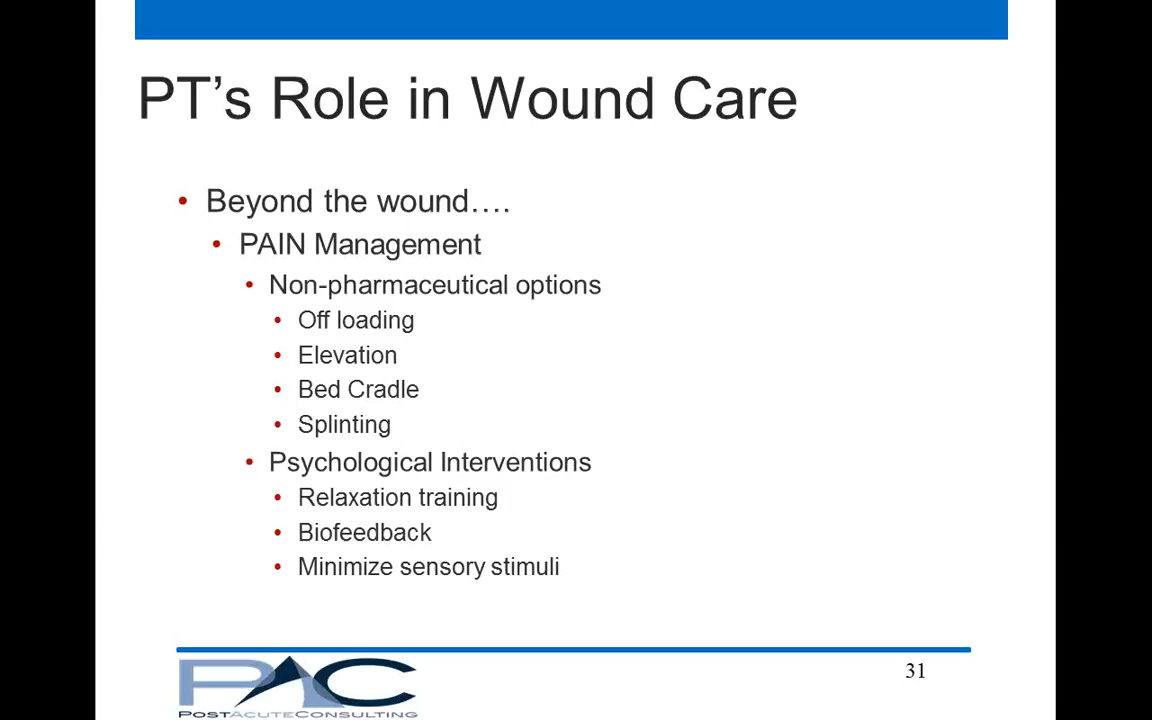 PT’s Role in Wound Care
• Beyond the wound….
• PAIN Management
• Non-pharmaceutical options
• Off loading
• Elevation
• Bed Cradle
• Splinting
• Psychological Interventions
• Relaxation training
• Biofeedback
• Minimize sensory stimuli
31
PAC
POSTACUTECONSULTING